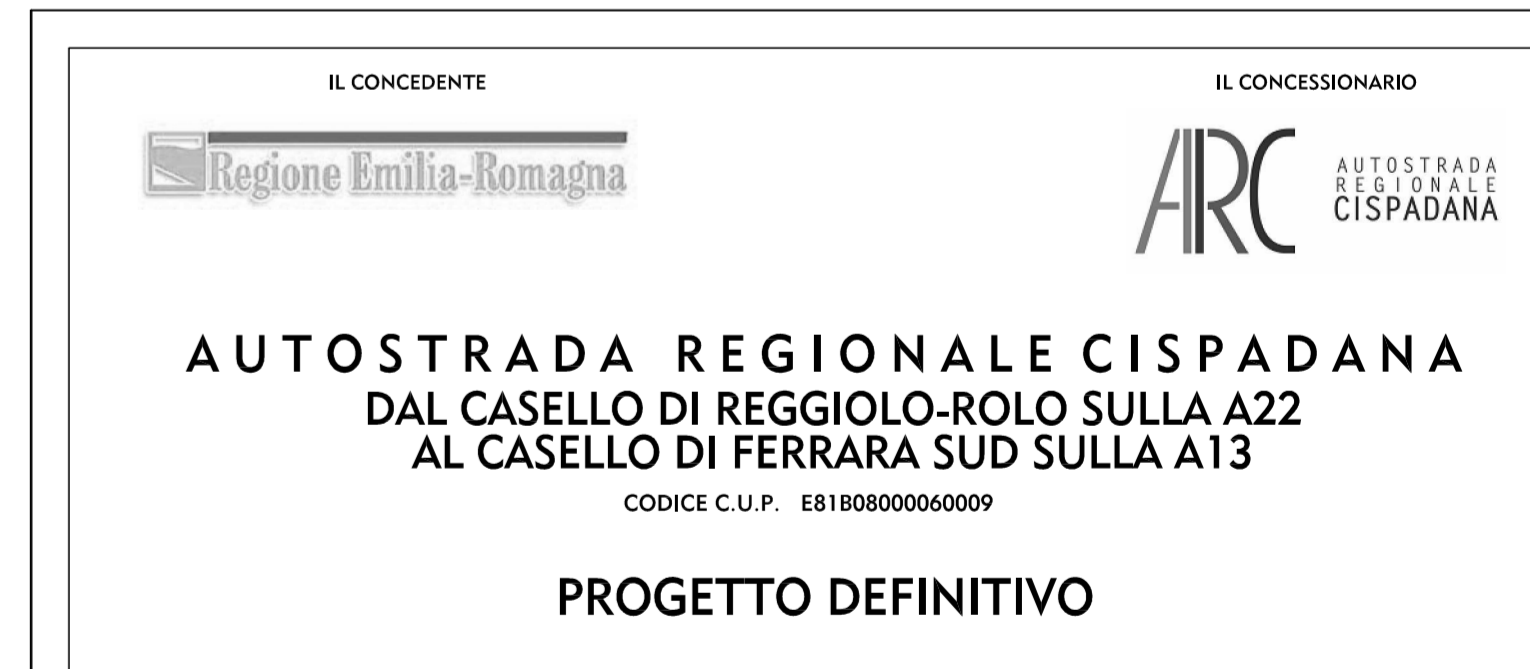 IL CONCEDENTE
IL CONCESSIONARIO
Regione Emilia-Romagna
ARC
AUTOSTRADA
REGIONALE
CISPADANA
AUTOSTRADA REGIONALE CISPADANA
DAL CASELLO DI REGGIOLO-ROLO SULLA A22
AL CASELLO DI FERRARA SUD SULLA A13
CODICE C.U.P. E81B08000060009
PROGETTO DEFINITIVO